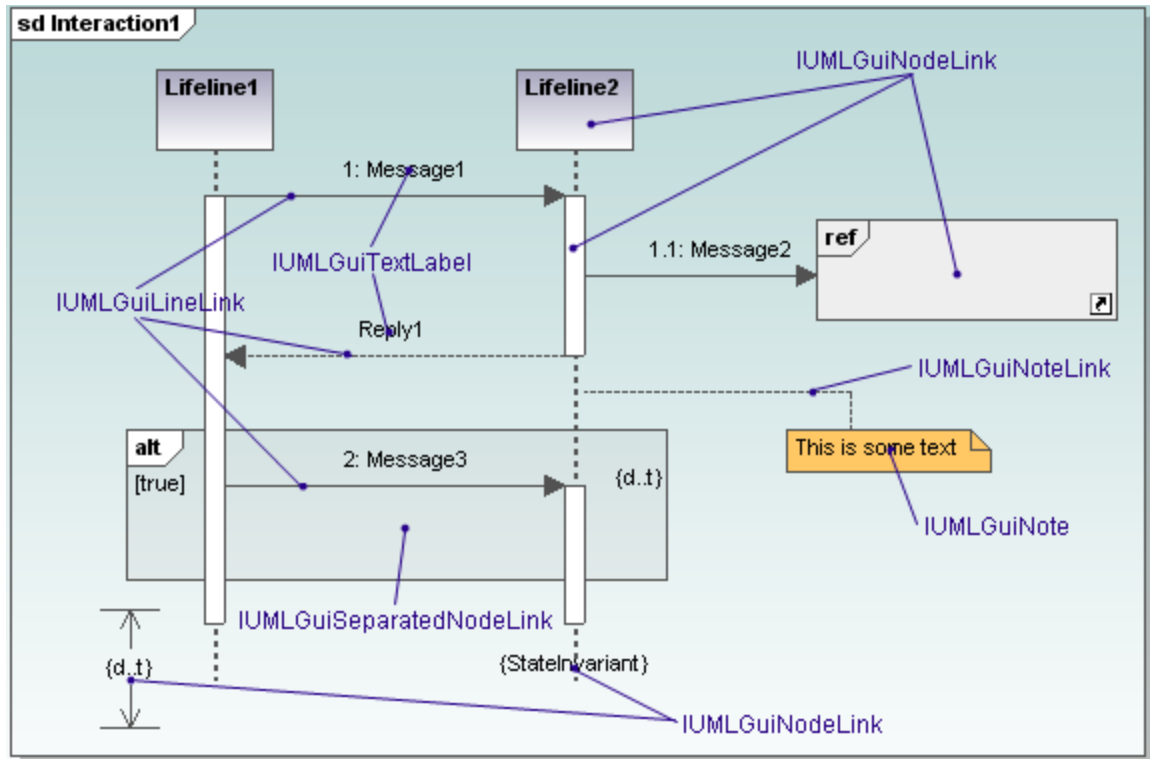 sd Interaction1
IUMLGuiNodeLink
Lifeline1
Lifeline2
1: Message1
ref
1.1: Message2
IUMLGuiTextLabel
IUMLGuiLineLink
Reply1
IUMLGuiNoteLink
alt
This is some text
2: Message3
[true]
{d..t}
IUMLGuiNote
IUMLGuiSeparatedNodeLink
{d..t}
{StateInvariant}
IUMLGuiNodeLink